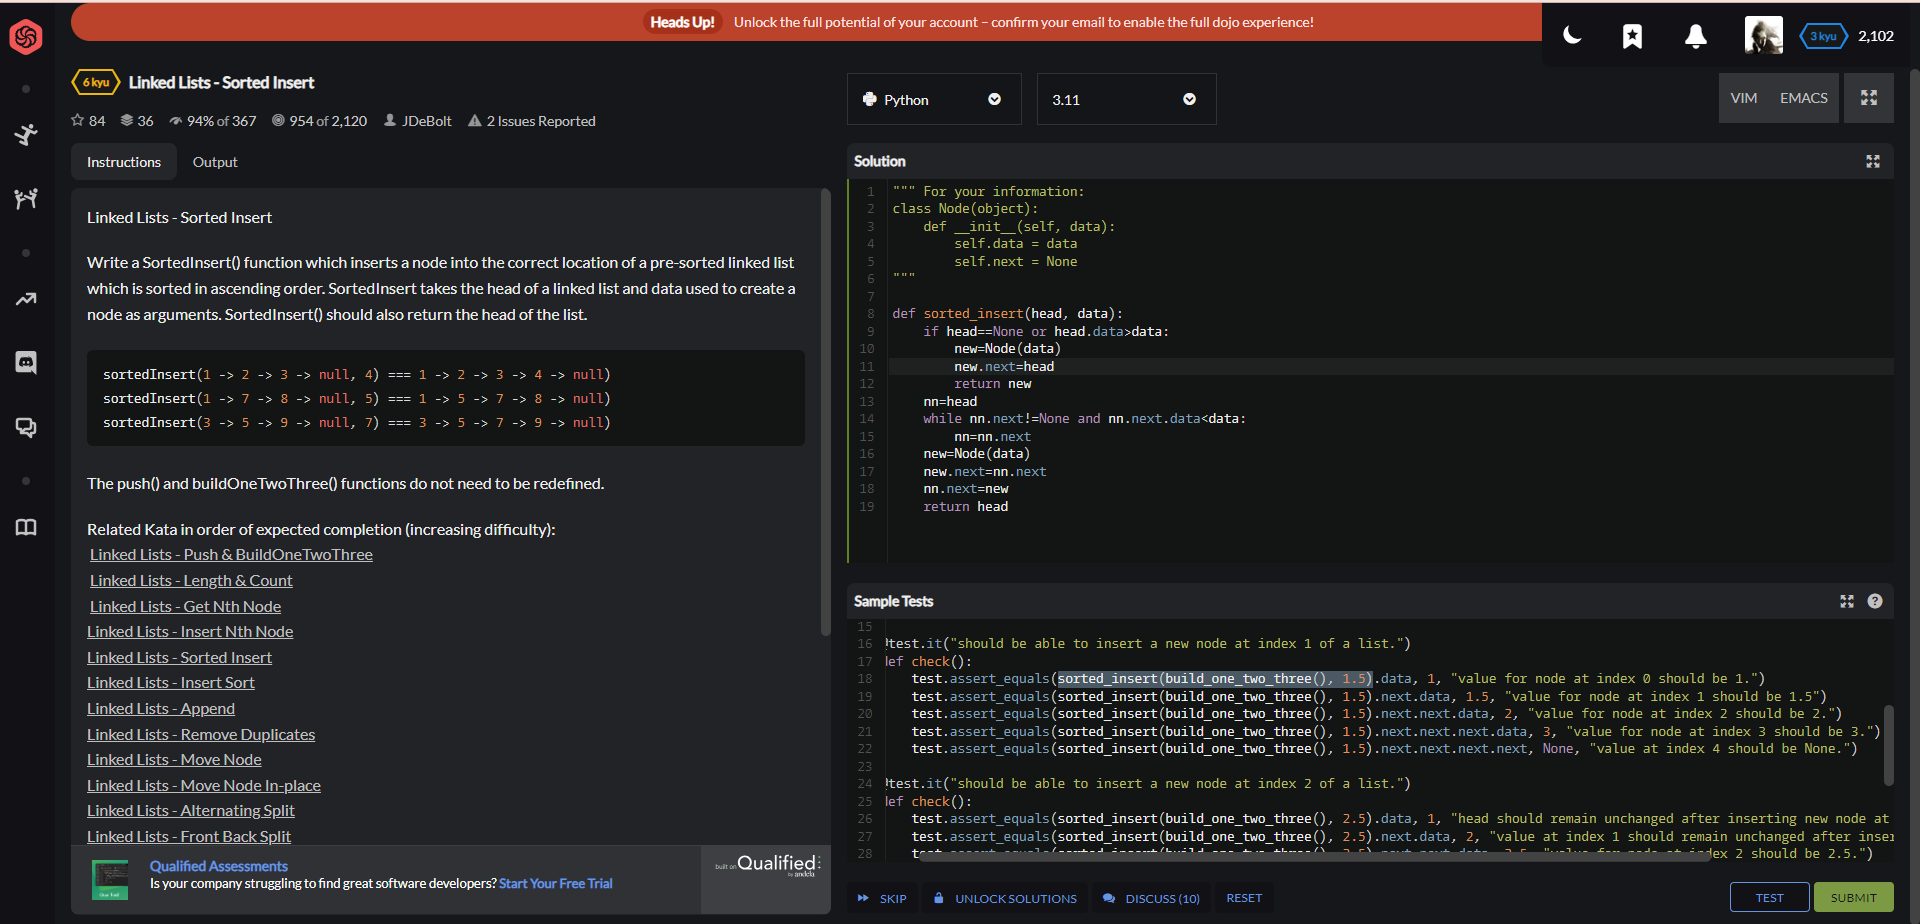 Heads Up! Unlock the full potential of your account – confirm your email to enable the full dojo experience!
3 kyu 2,102
6 kyu Linked Lists - Sorted Insert
84 36 94% of 367 954 of 2,120 JDeBolt 2 Issues Reported
Instructions Output
Linked Lists - Sorted Insert
Write a SortedInsert() function which inserts a node into the correct location of a pre-sorted linked list
which is sorted in ascending order. SortedInsert takes the head of a linked list and data used to create a
node as arguments. SortedInsert() should also return the head of the list.
sortedInsert(1 -> 2 -> 3 -> null, 4) === 1 -> 2 -> 3 -> 4 -> null)
sortedInsert(1 -> 7 -> 8 -> null, 5) === 1 -> 5 -> 7 -> 8 -> null)
sortedInsert(3 -> 5 -> 9 -> null, 7) === 3 -> 5 -> 7 -> 9 -> null)
The push() and buildOneTwoThree() functions do not need to be redefined.
Related Kata in order of expected completion (increasing difficulty):
Linked Lists - Push & BuildOneTwoThree
Linked Lists - Length & Count
Linked Lists - Get Nth Node
Linked Lists - Insert Nth Node
Linked Lists - Sorted Insert
Linked Lists - Insert Sort
Linked Lists - Append
Linked Lists - Remove Duplicates
Linked Lists - Move Node
Linked Lists - Move Node In-place
Linked Lists - Alternating Split
Linked Lists - Front Back Split
Qualified Assessments
Is your company struggling to find great software developers? Start Your Free Trial
built on Qualified
by andela
Python 3.11
VIM EMACS
Solution
1 """ For your information:
2 class Node(object):
3 def __init__(self, data):
4 self.data = data
5 self.next = None
6 """
7
8 def sorted_insert(head, data):
9 if head==None or head.data>data:
10 new=Node(data)
11 new.next=head
12 return new
13 nn=head
14 while nn.next!=None and nn.next.data<data:
15 nn=nn.next
16 new=Node(data)
17 new.next=nn.next
18 nn.next=new
19 return head
Sample Tests
15
16 test.it("should be able to insert a new node at index 1 of a list.")
17 ef check():
18 test.assert_equals(sorted_insert(build_one_two_three(), 1.5).data, 1, "value for node at index 0 should be 1.")
19 test.assert_equals(sorted_insert(build_one_two_three(), 1.5).next.data, 1.5, "value for node at index 1 should be 1.5")
20 test.assert_equals(sorted_insert(build_one_two_three(), 1.5).next.next.data, 2, "value for node at index 2 should be 2.")
21 test.assert_equals(sorted_insert(build_one_two_three(), 1.5).next.next.next.data, 3, "value for node at index 3 should be 3.")
22 test.assert_equals(sorted_insert(build_one_two_three(), 1.5).next.next.next.next, None, "value at index 4 should be None.")
23
24 test.it("should be able to insert a new node at index 2 of a list.")
25 ef check():
26 test.assert_equals(sorted_insert(build_one_two_three(), 2.5).data, 1, "head should remain unchanged after inserting new node at
27 test.assert_equals(sorted_insert(build_one_two_three(), 2.5).next.data, 2, "value at index 1 should remain unchanged after inser
28 index 2 should be 2.5.")
SKIP UNLOCK SOLUTIONS DISCUSS (10) RESET TEST SUBMIT